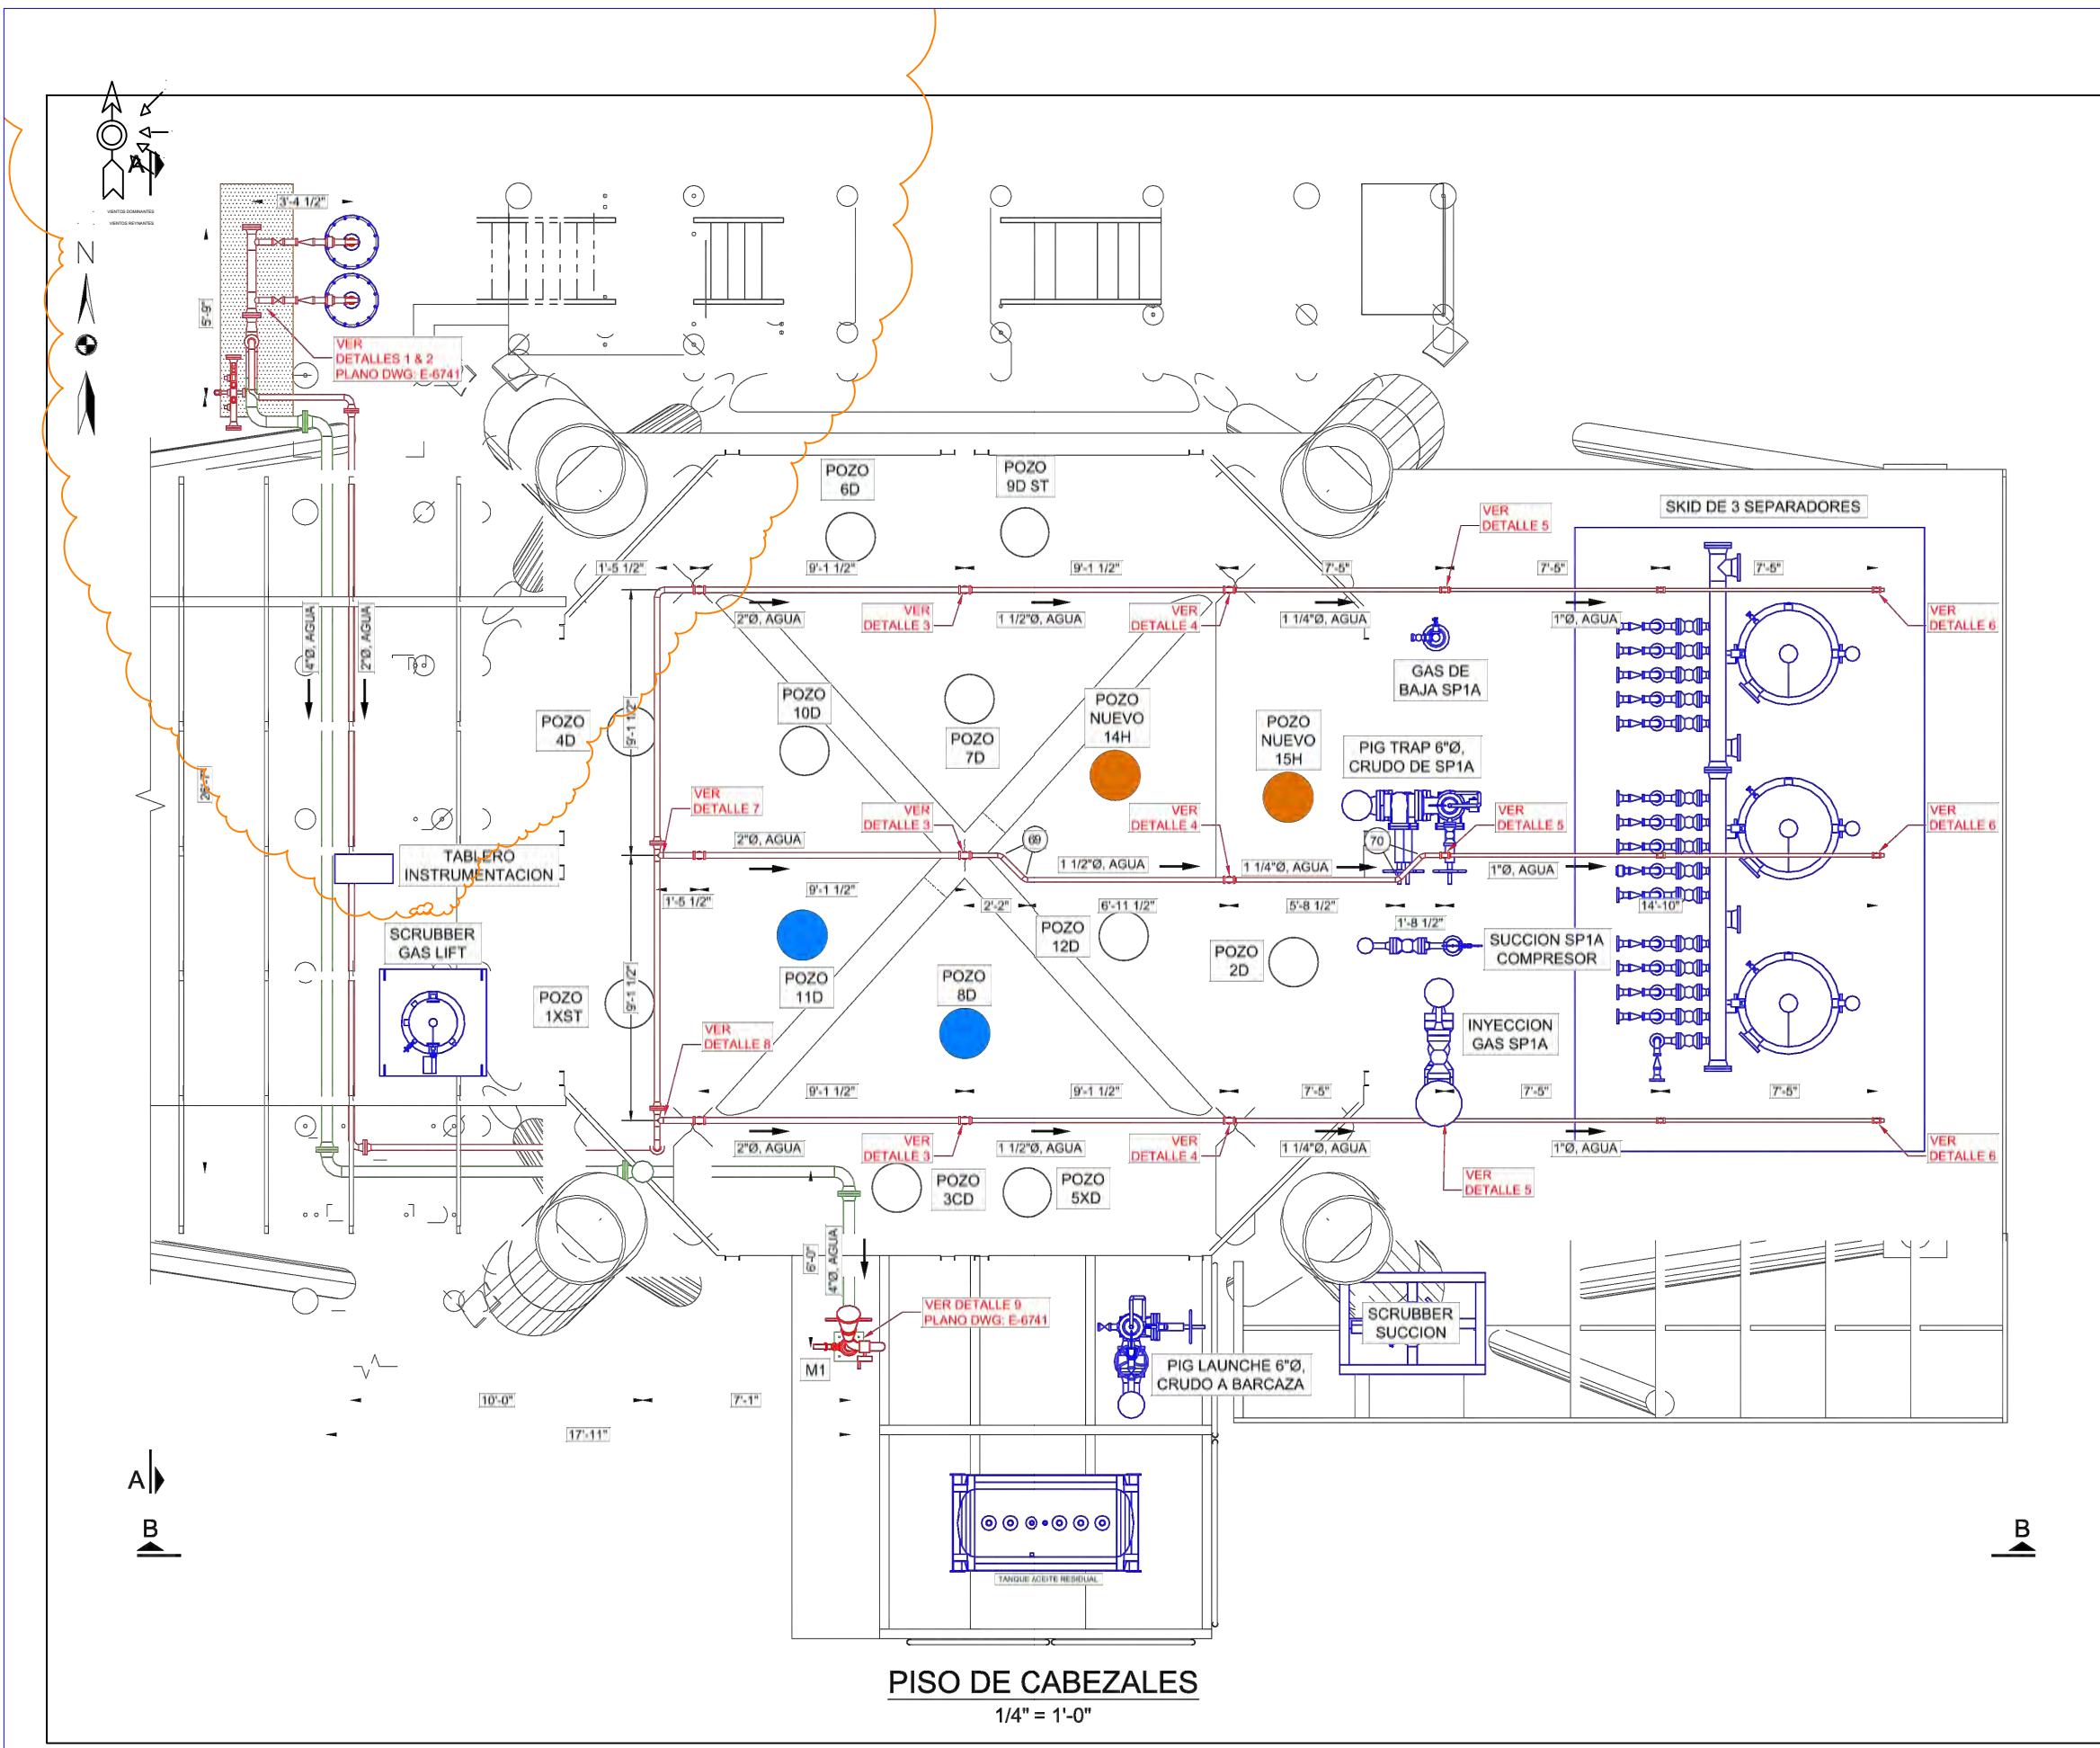 A
VIENTOS DOMINANTES
VIENTOS REYNANTES
N
3'-4 1/2"
5'-9"
VER
DETALLES 1 & 2
PLANO DWG: E-6741
POZO
6D
POZO
9D ST
SKID DE 3 SEPARADORES
VER
DETALLE 5
1'-5 1/2"
9'-1 1/2"
9'-1 1/2"
7'-5"
7'-5"
7'-5"
2"Ø, AGUA
VER
DETALLE 3
1 1/2"Ø, AGUA
VER
DETALLE 4
1 1/4"Ø, AGUA
1"Ø, AGUA
VER
DETALLE 6
4"Ø, AGUA
2"Ø, AGUA
GAS DE
BAJA SP1A
POZO
4D
9'-1 1/2"
POZO
10D
POZO
7D
POZO
NUEVO
14H
POZO
NUEVO
15H
PIG TRAP 6"Ø,
CRUDO DE SP1A
26'-7"
VER
DETALLE 7
VER
DETALLE 3
VER
DETALLE 4
VER
DETALLE 5
VER
DETALLE 6
2"Ø, AGUA
69
70
TABLERO
INSTRUMENTACION
1 1/2"Ø, AGUA
1 1/4"Ø, AGUA
1"Ø, AGUA
1'-5 1/2"
9'-1 1/2"
2'-2"
6'-11 1/2"
5'-8 1/2"
1'-8 1/2"
14'-10"
SCRUBBER
GAS LIFT
POZO
12D
POZO
2D
SUCCION SP1A
COMPRESOR
POZO
11D
POZO
8D
POZO
1XST
9'-1 1/2"
VER
DETALLE 8
INYECCION
GAS SP1A
9'-1 1/2"
9'-1 1/2"
7'-5"
7'-5"
7'-5"
2"Ø, AGUA
VER
DETALLE 3
1 1/2"Ø, AGUA
VER
DETALLE 4
1 1/4"Ø, AGUA
1"Ø, AGUA
VER
DETALLE 6
POZO
3CD
POZO
5XD
VER
DETALLE 5
6'-0"
4"Ø, AGUA
VER DETALLE 9
PLANO DWG: E-6741
M1
SCRUBBER
SUCCION
PIG LAUNCHE 6"Ø,
CRUDO A BARCAZA
10'-0"
7'-1"
17'-11"
A
B
B
TANQUE ACEITE RESIDUAL
PISO DE CABEZALES
1/4" = 1'-0"